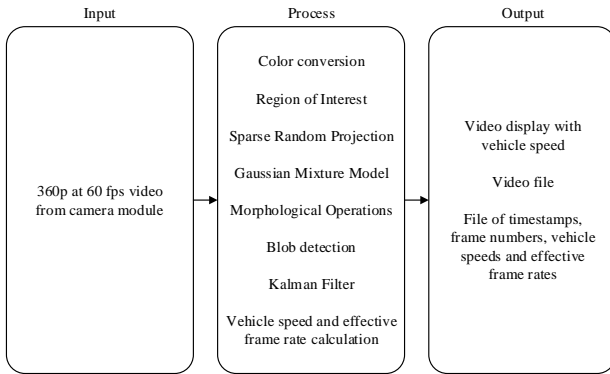 Input
Process
Output
360p at 60 fps video
from camera module
Color conversion
Region of Interest
Sparse Random Projection
Gaussian Mixture Model
Morphological Operations
Blob detection
Kalman Filter
Vehicle speed and effective
frame rate calculation
Video display with
vehicle speed
Video file
File of timestamps,
frame numbers, vehicle
speeds and effective
frame rates